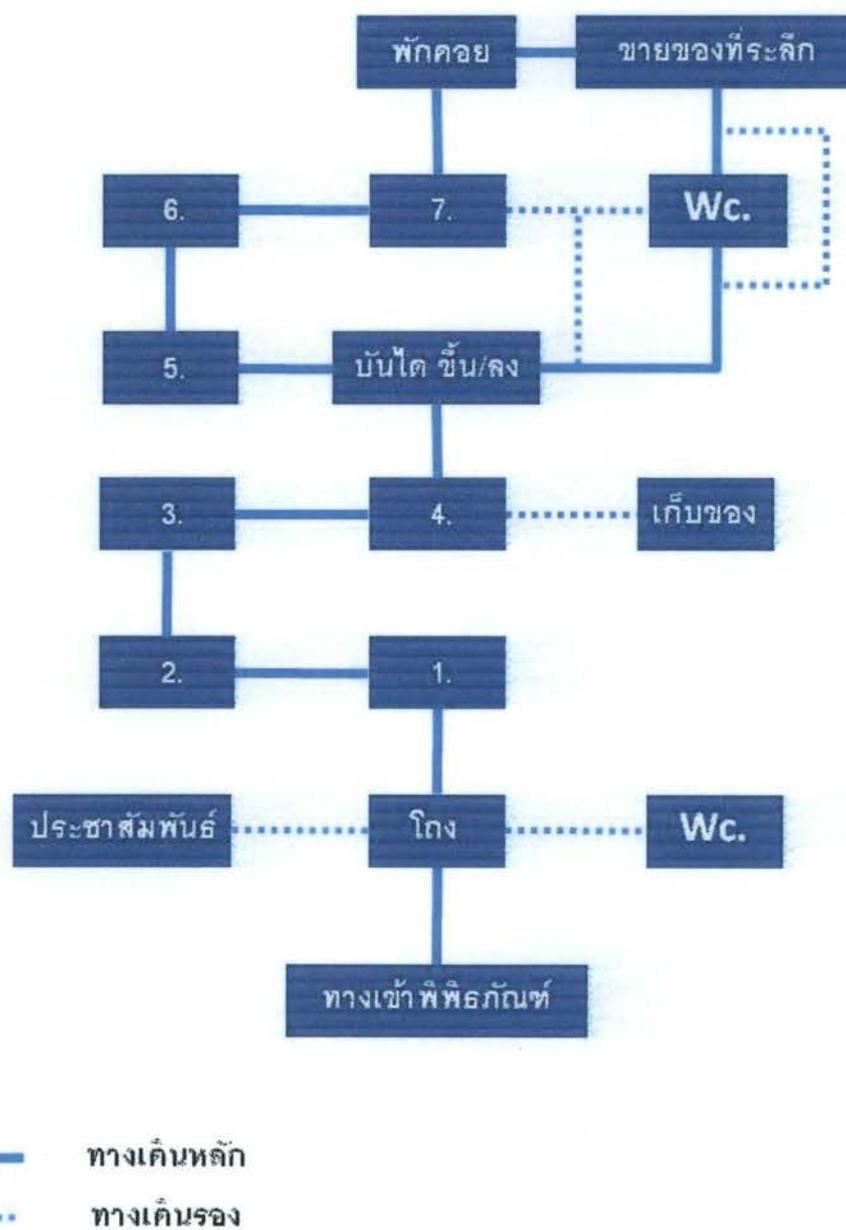 พักคอย
ขายของที่ระลึก
6.
7.
Wc.
5.
บันได ขึ้น/ลง
3.
4.
เก็บของ
2.
1.
ประชาสัมพันธ์
โถง
Wc.
ทางเข้าพิพิธภัณฑ์
ทางเดินหลัก
ทางเดินรอง